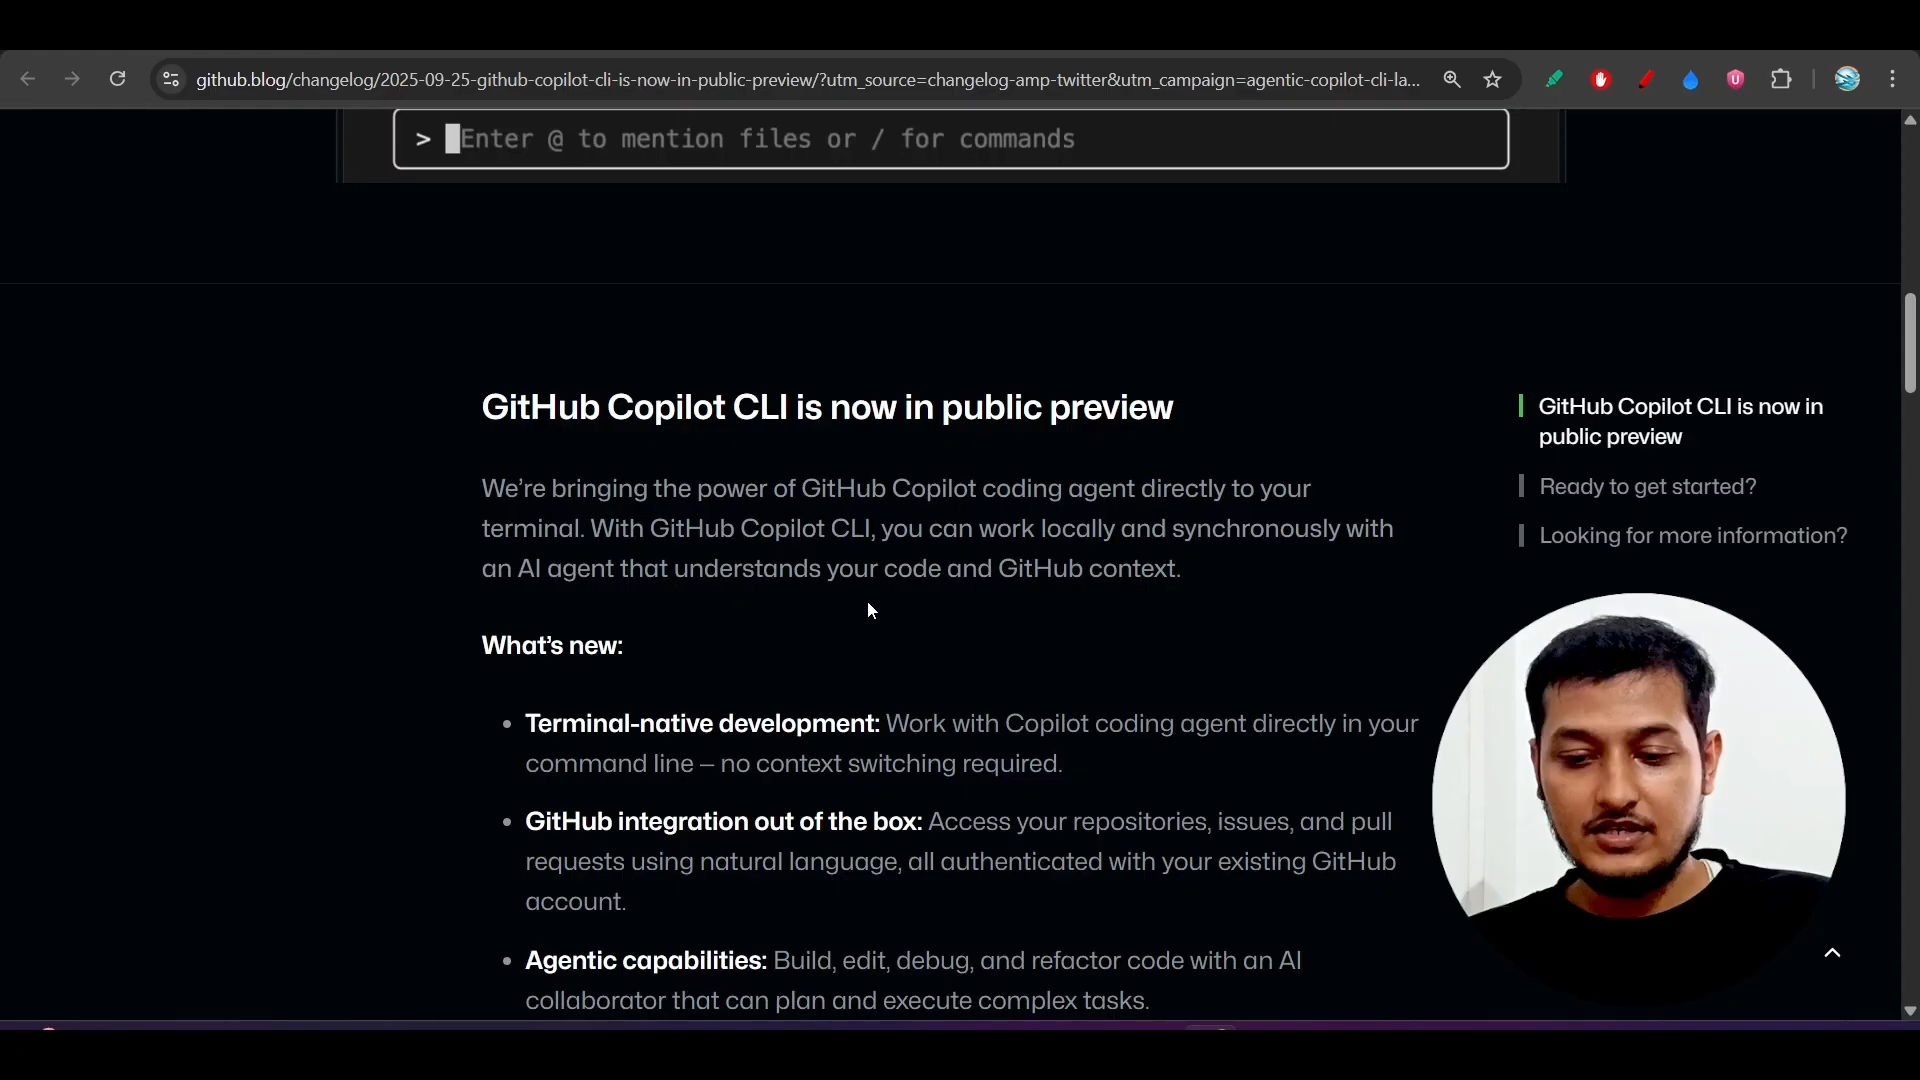 github.blog/changelog/2025-09-25-github-copilot-cli-is-now-in-public-preview/?utm_source=changelog-amp-twitter&utm_campaign=agentic-copilot-cli-la...
> Enter @ to mention files or / for commands
GitHub Copilot CLI is now in public preview
We’re bringing the power of GitHub Copilot coding agent directly to your
terminal. With GitHub Copilot CLI, you can work locally and synchronously with
an AI agent that understands your code and GitHub context.
What’s new:
• Terminal-native development: Work with Copilot coding agent directly in your
command line – no context switching required.
• GitHub integration out of the box: Access your repositories, issues, and pull
requests using natural language, all authenticated with your existing GitHub
account.
• Agentic capabilities: Build, edit, debug, and refactor code with an AI
collaborator that can plan and execute complex tasks.
GitHub Copilot CLI is now in
public preview
Ready to get started?
Looking for more information?